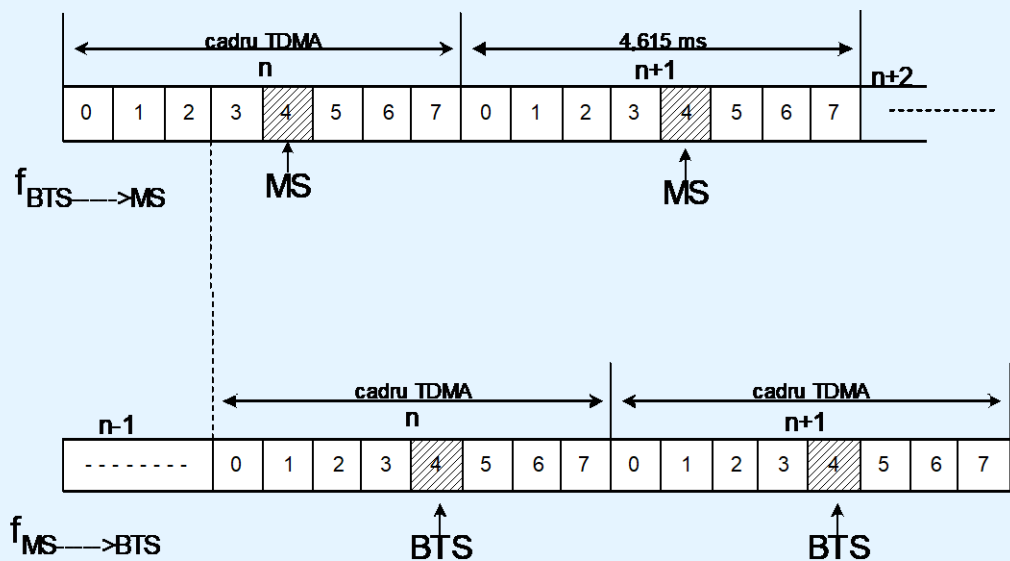 cadru TDMA 4,615 ms
n n+1 n+2
0 1 2 3 4 5 6 7 0 1 2 3 4 5 6 7 ------------
MS MS
f BTS---->MS
cadru TDMA cadru TDMA
n-1 n n+1
-------- 0 1 2 3 4 5 6 7 0 1 2 3 4 5 6 7
f MS---->BTS
BTS BTS